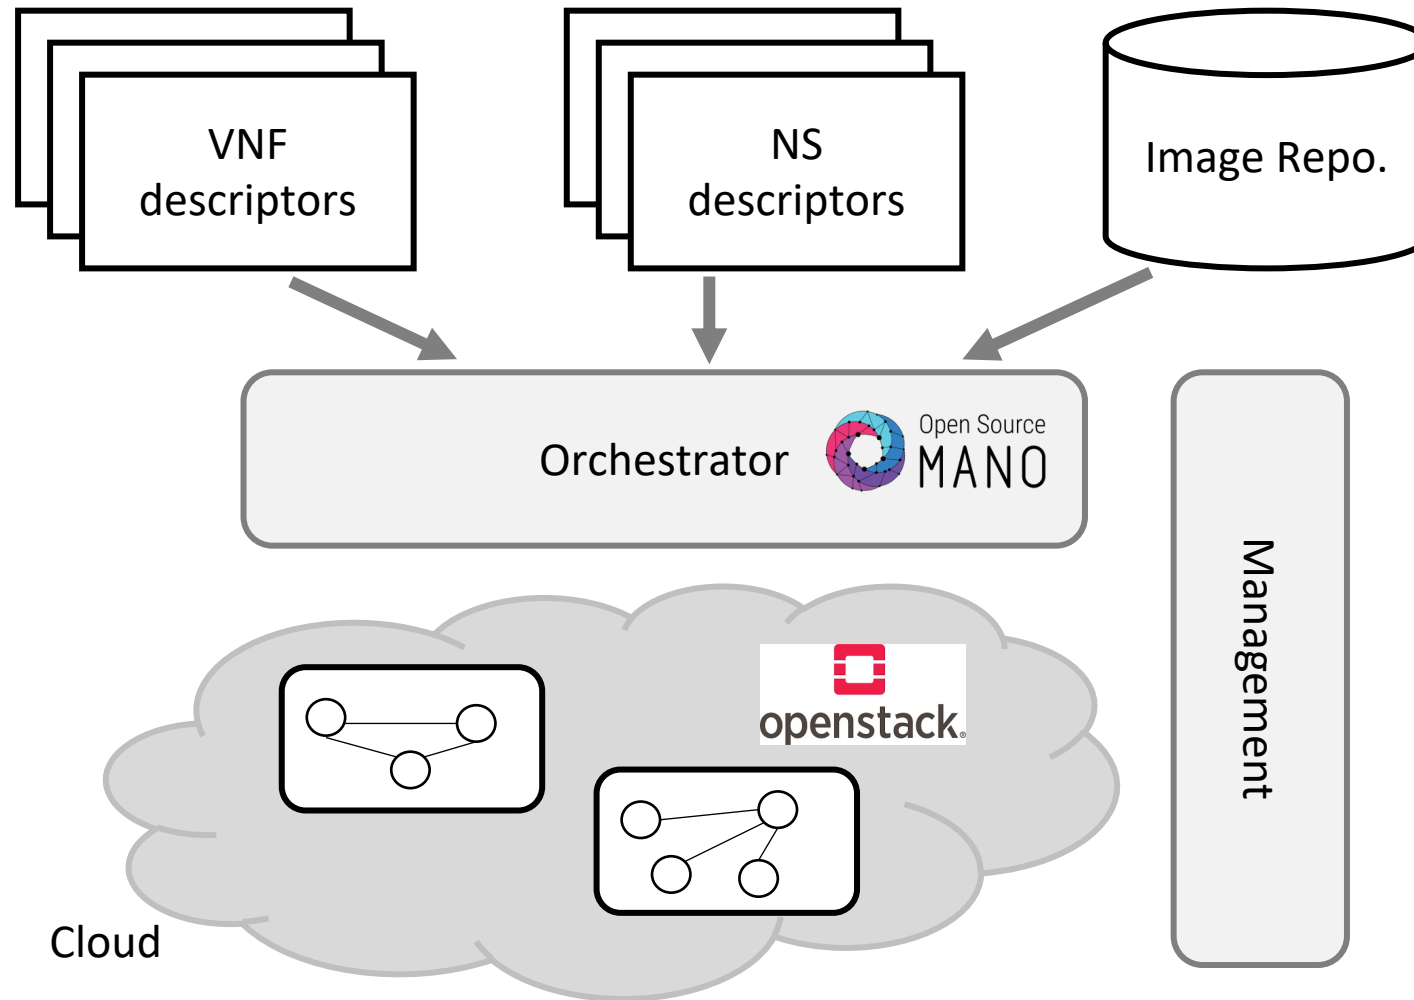 VNF
descriptors
NS
descriptors
Image Repo.
Orchestrator
Open Source
MANO
openstack.
Management
Cloud